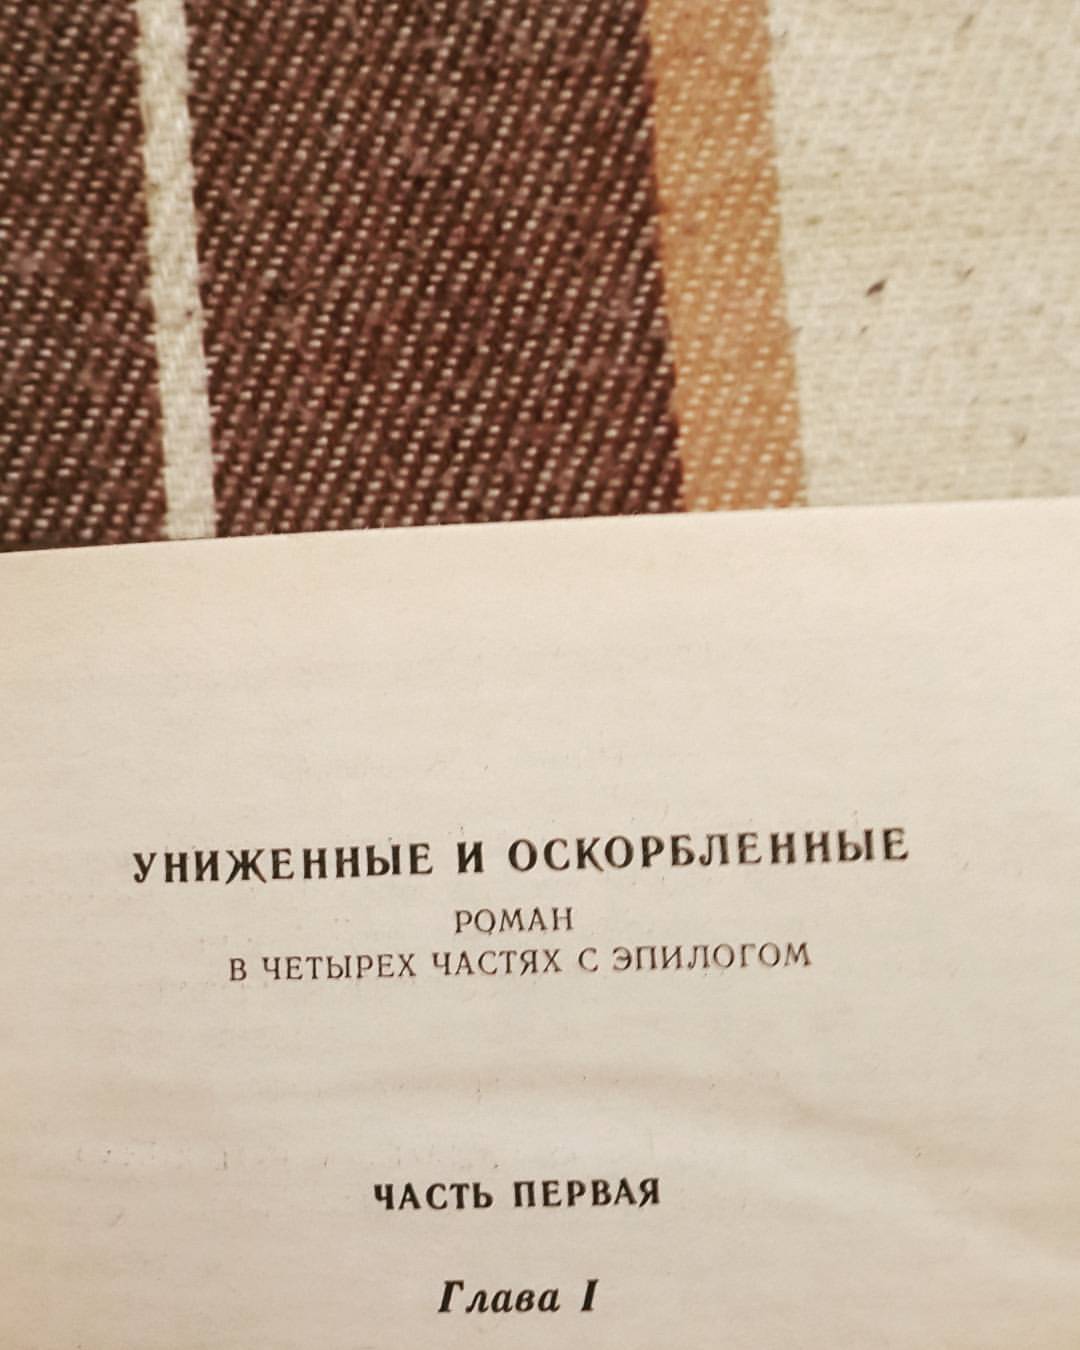 УНИЖЕННЫЕ И ОСКОРБЛЕННЫЕ
РОМАН
В ЧЕТЫРЕХ ЧАСТЯХ С ЭПИЛОГОМ
ЧАСТЬ ПЕРВАЯ
Глава I